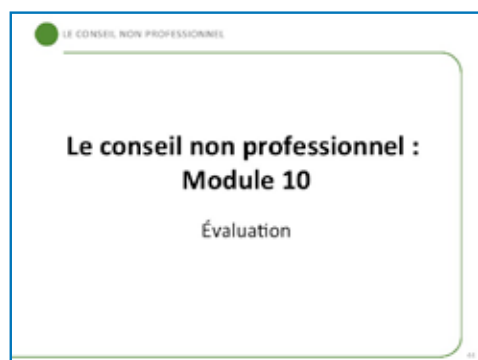 LE CONSEIL NON PROFESSIONNEL
Le conseil non professionnel :
Module 10
Évaluation